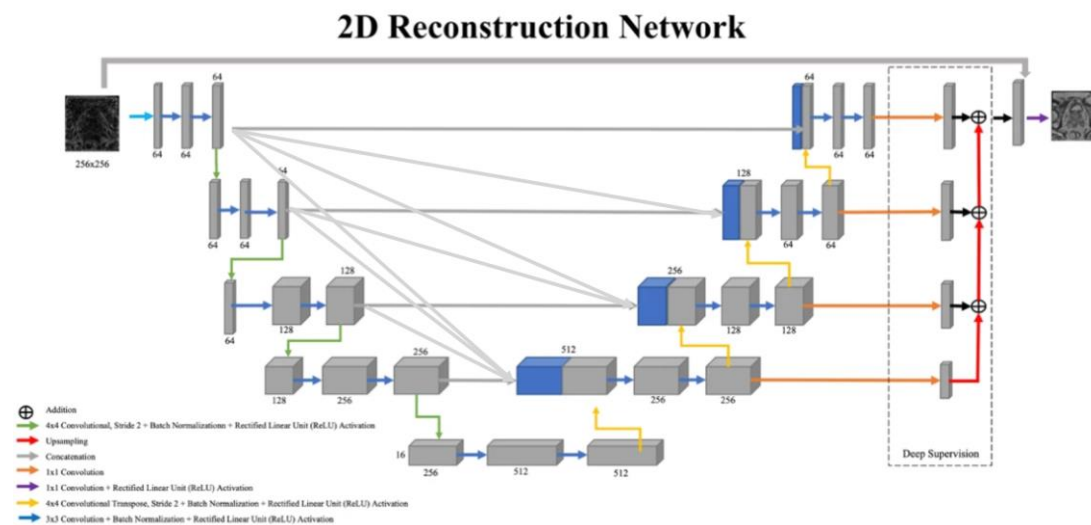 2D Reconstruction Network
64
64
256x256
64
64
64
64
64
64
128
64
64
64
64
64
128
256
64
128
128
128
128
256
512
128
256
256
256
16
256
512
512
Deep Supervision
Addition
4x4 Convolutional, Stride 2 + Batch Normalizations + Rectified Linear Unit (ReLU) Activation
Upsampling
Concatenation
1x1 Convolution
1x1 Convolution + Rectified Linear Unit (ReLU) Activation
4x4 Convolutional Transpose, Stride 2 + Batch Normalization + Rectified Linear Unit (ReLU) Activation
3x3 Convolution + Batch Normalization + Rectified Linear Unit (ReLU) Activation